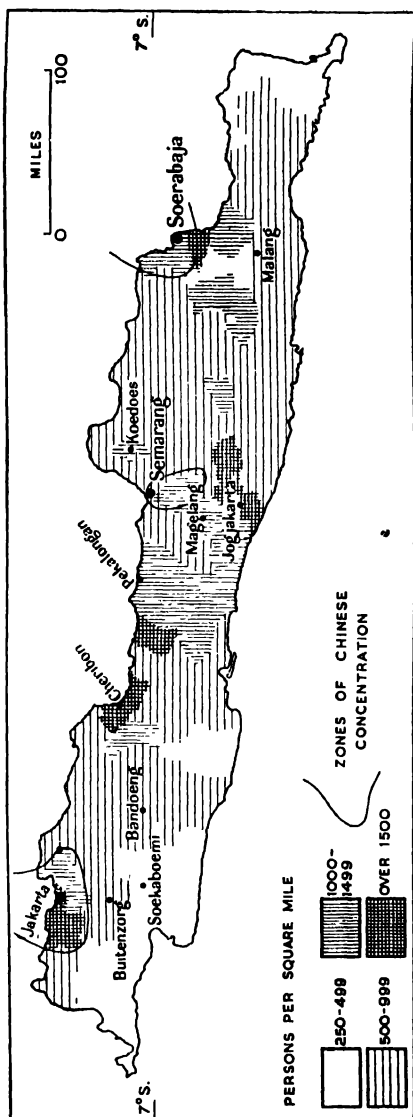 7° S.
7° S.
MILES
0 100
Jakarta
Buitenzorg
Soekaboemi
Bandoeng
Cheribon
Pekalongan
Semarang
Koedoes
Magelang
Jogjakarta
Soerabaja
Malang
PERSONS PER SQUARE MILE
250-499
1000-
1499
500-999
OVER 1500
ZONES OF CHINESE
CONCENTRATION